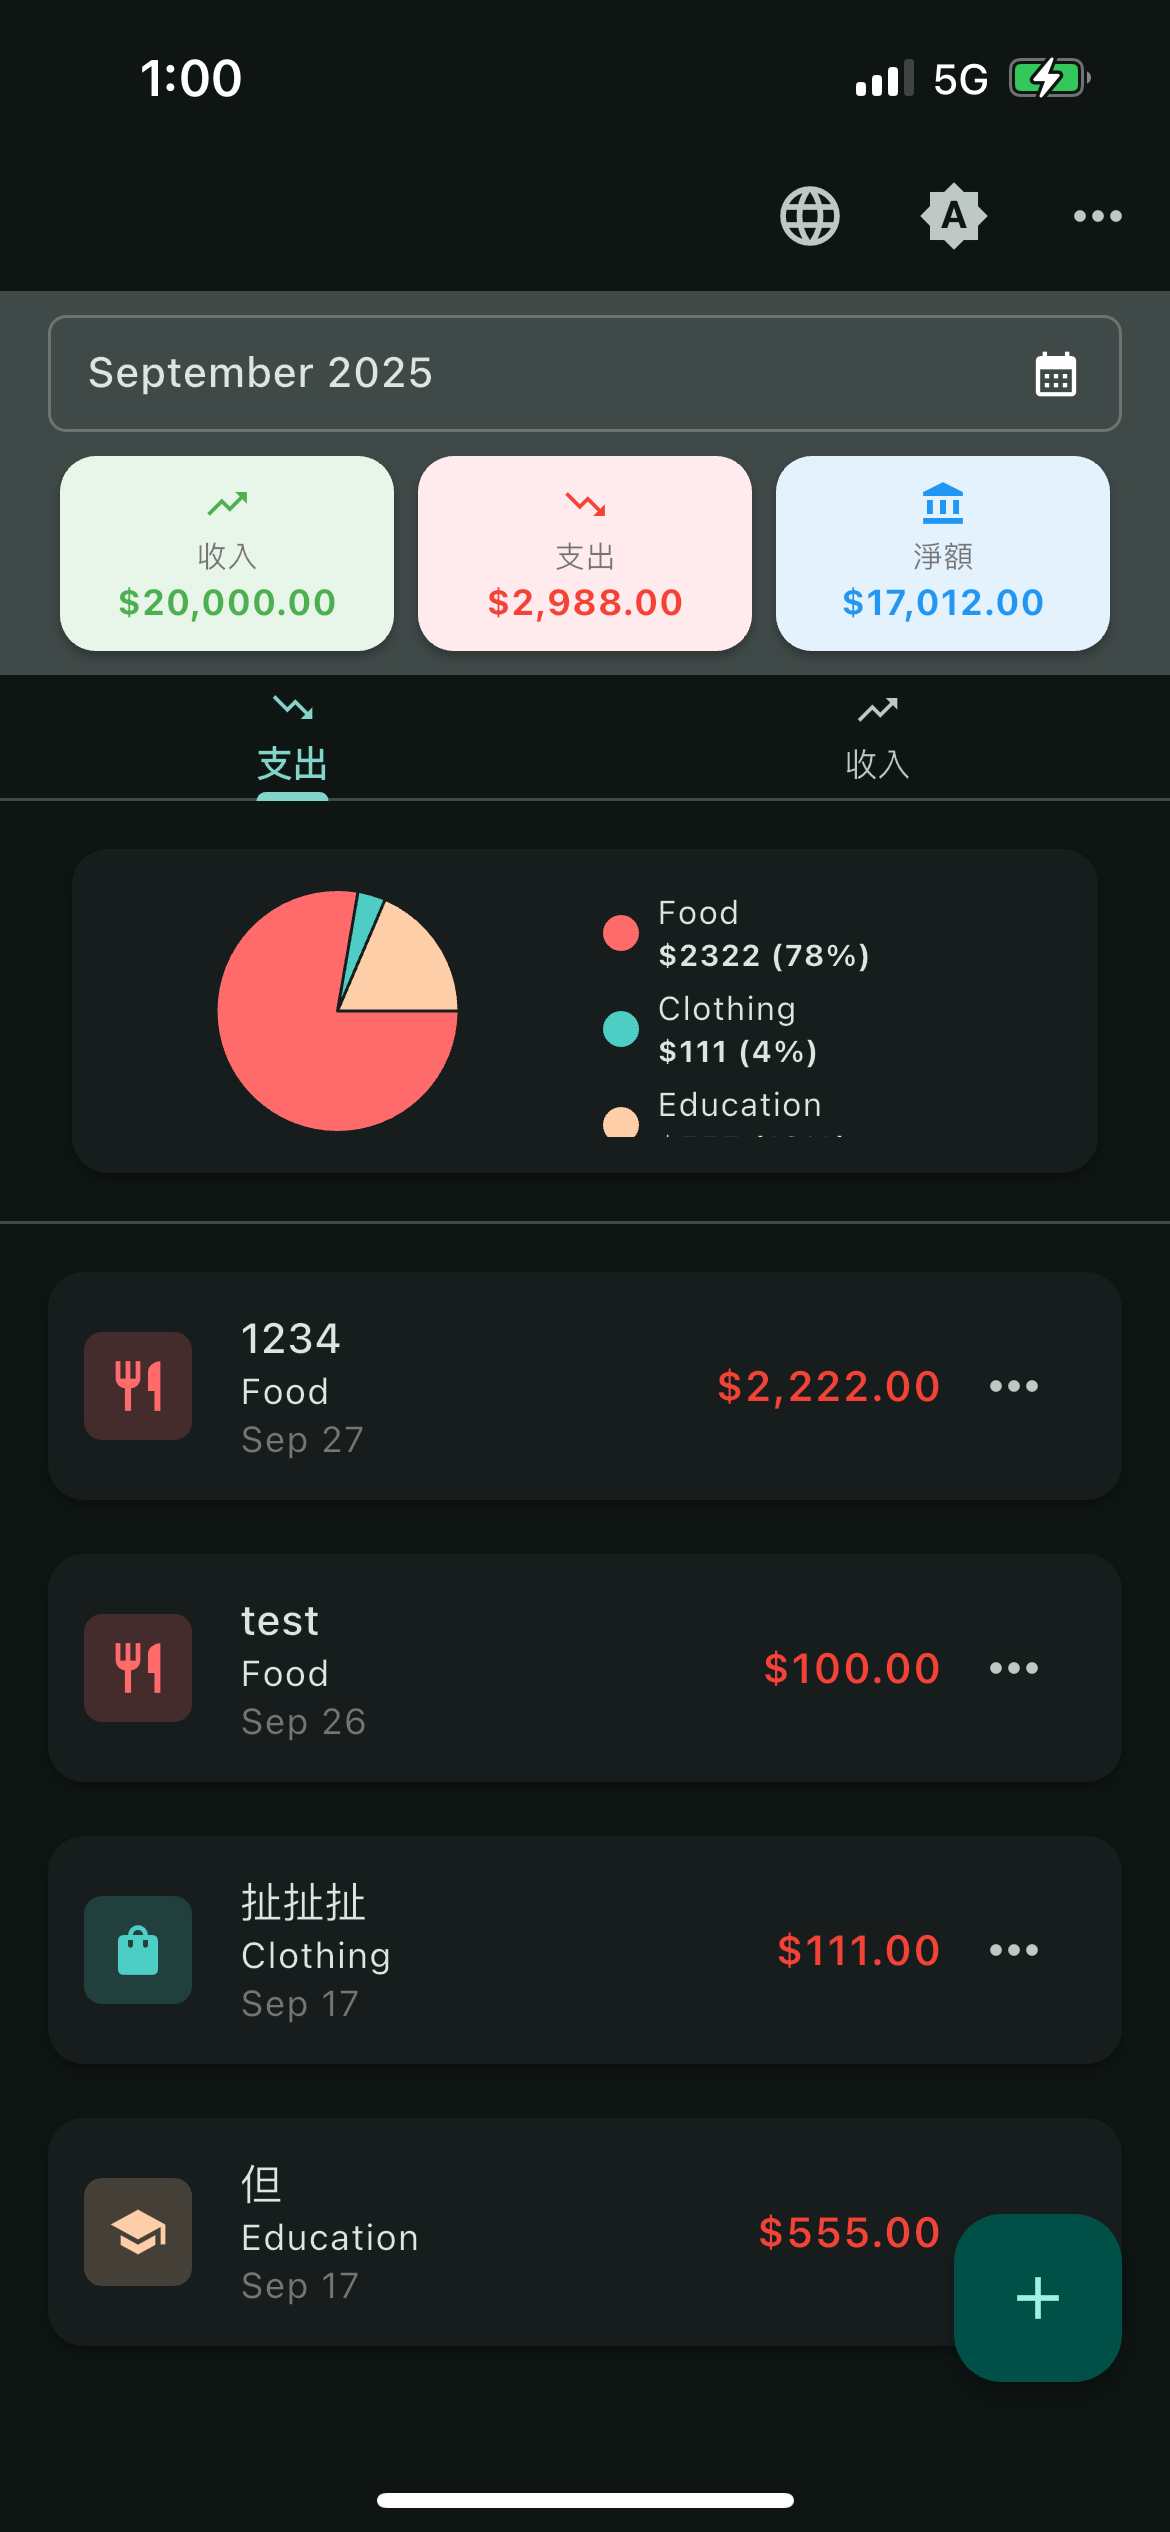 1:00
5G
A
September 2025
收入
$20,000.00
支出
$2,988.00
淨額
$17,012.00
支出
收入
Food
$2322 (78%)
Clothing
$111 (4%)
Education
1234
Food
Sep 27
$2,222.00
test
Food
Sep 26
$100.00
扯扯扯
Clothing
Sep 17
$111.00
但
Education
Sep 17
$555.00